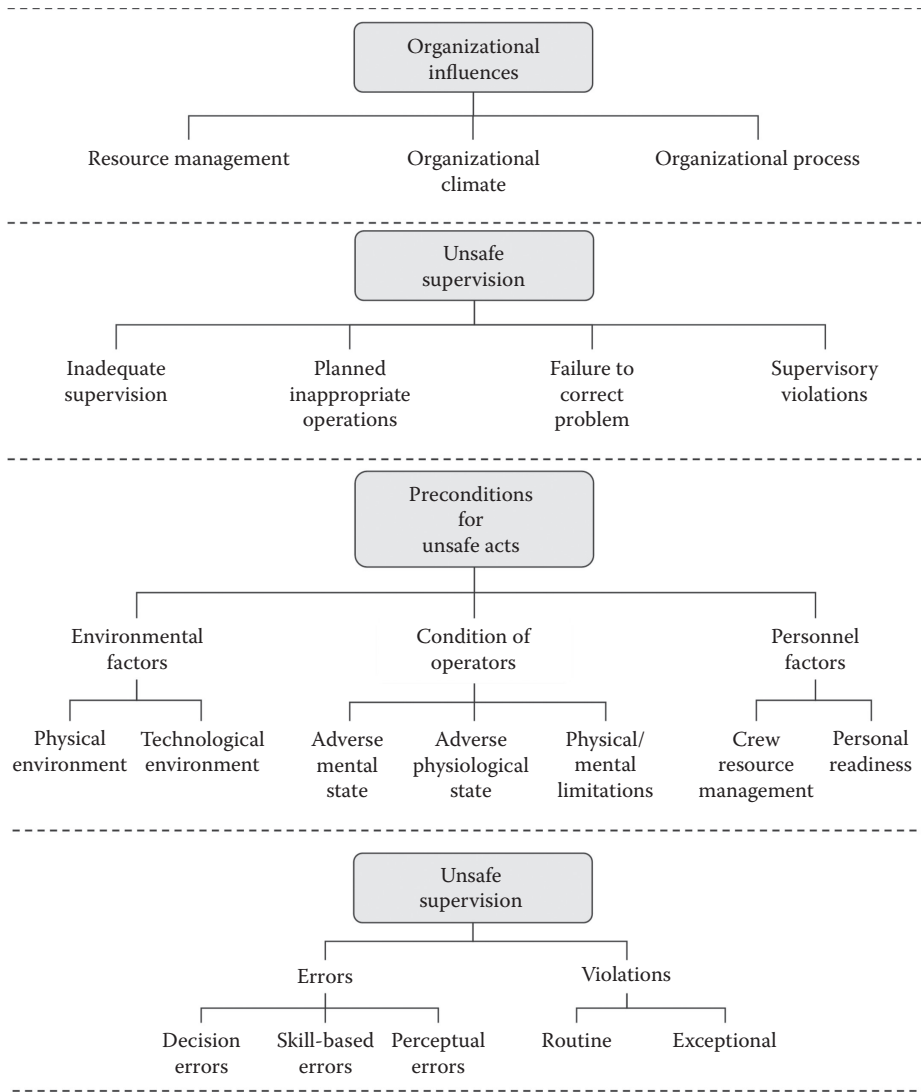 Organizational
influences
Resource management
Organizational
climate
Organizational process
Unsafe
supervision
Inadequate
supervision
Planned
inappropriate
operations
Failure to
correct
problem
Supervisory
violations
Preconditions
for
unsafe acts
Environmental
factors
Condition of
operators
Personnel
factors
Physical
environment
Technological
environment
Adverse
mental
state
Adverse
physiological
state
Physical/
mental
limitations
Crew
resource
management
Personal
readiness
Unsafe
supervision
Errors
Violations
Decision
errors
Skill-based
errors
Perceptual
errors
Routine
Exceptional